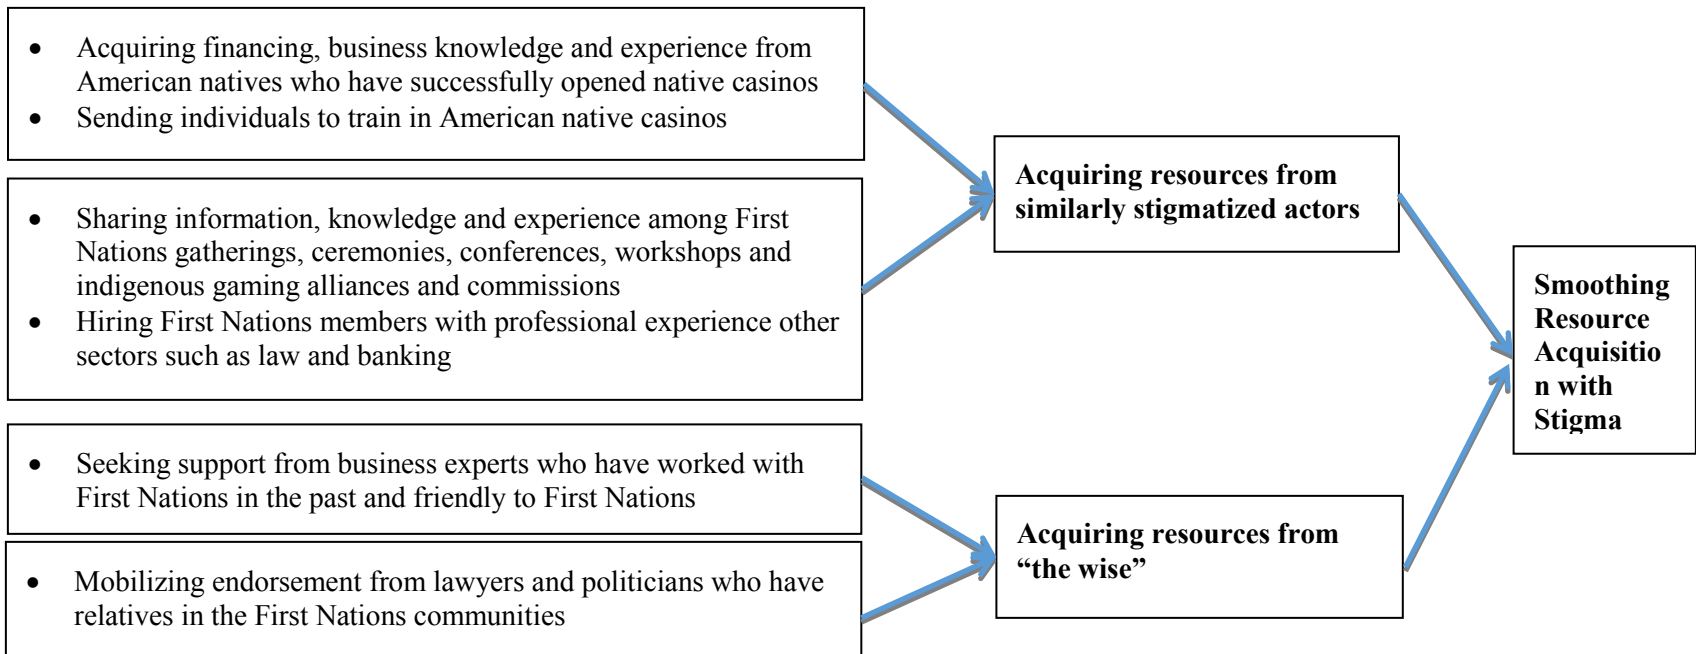 • Acquiring financing, business knowledge and experience from
American natives who have successfully opened native casinos
• Sending individuals to train in American native casinos
• Sharing information, knowledge and experience among First
Nations gatherings, ceremonies, conferences, workshops and
indigenous gaming alliances and commissions
• Hiring First Nations members with professional experience other
sectors such as law and banking
• Seeking support from business experts who have worked with
First Nations in the past and friendly to First Nations
• Mobilizing endorsement from lawyers and politicians who have
relatives in the First Nations communities
Acquiring resources from
similarly stigmatized actors
Acquiring resources from
“the wise”
Smoothing
Resource
Acquisitio
n with
Stigma